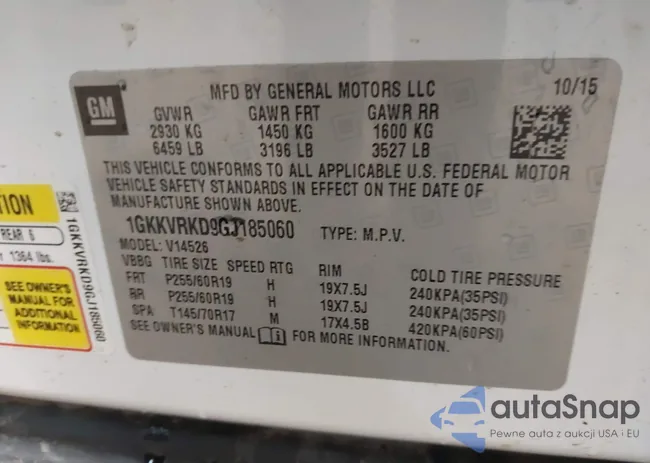 MFD BY GENERAL MOTORS LLC 10/15
GM
GVWR GAWR FRT GAWR RR
2930 KG 1450 KG 1600 KG
6459 LB 3196 LB 3527 LB
THIS VEHICLE CONFORMS TO ALL APPLICABLE U.S. FEDERAL MOTOR
VEHICLE SAFETY STANDARDS IN EFFECT ON THE DATE OF
MANUFACTURE SHOWN ABOVE.
1GKKVRKD9GJ185060 TYPE: M.P.V.
MODEL: V14526
VBBG TIRE SIZE SPEED RTG RIM COLD TIRE PRESSURE
FRT P255/60R19 H 19X7.5J 240KPA(35PSI)
RR P255/60R19 H 19X7.5J 240KPA(35PSI)
SPA T145/70R17 M 17X4.5B 420KPA(60PSI)
SEE OWNER'S MANUAL FOR MORE INFORMATION.
REAR 5
1364 lbs.
SEE OWNER'S
MANUAL FOR
ADDITIONAL
INFORMATION
1GKKVRKD9GJ185060
autaSnap
Pewne auta z aukcji USA i EU